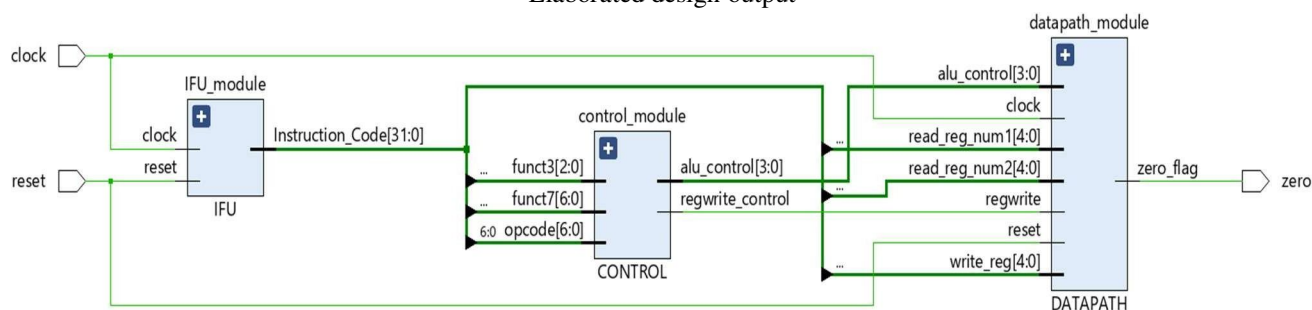 Elaborated design output
datapath_module
clock
alu_control[3:0]
IFU_module
clock
control_module
clock
Instruction_Code[31:0]
read_reg_num1[4:0]
...
reset
reset
... funct3[2:0]
alu_control[3:0]
read_reg_num2[4:0]
zero_flag
zero
...
IFU
... funct7[6:0]
regwrite_control
regwrite
6:0 opcode[6:0]
reset
CONTROL
... write_reg[4:0]
DATAPATH